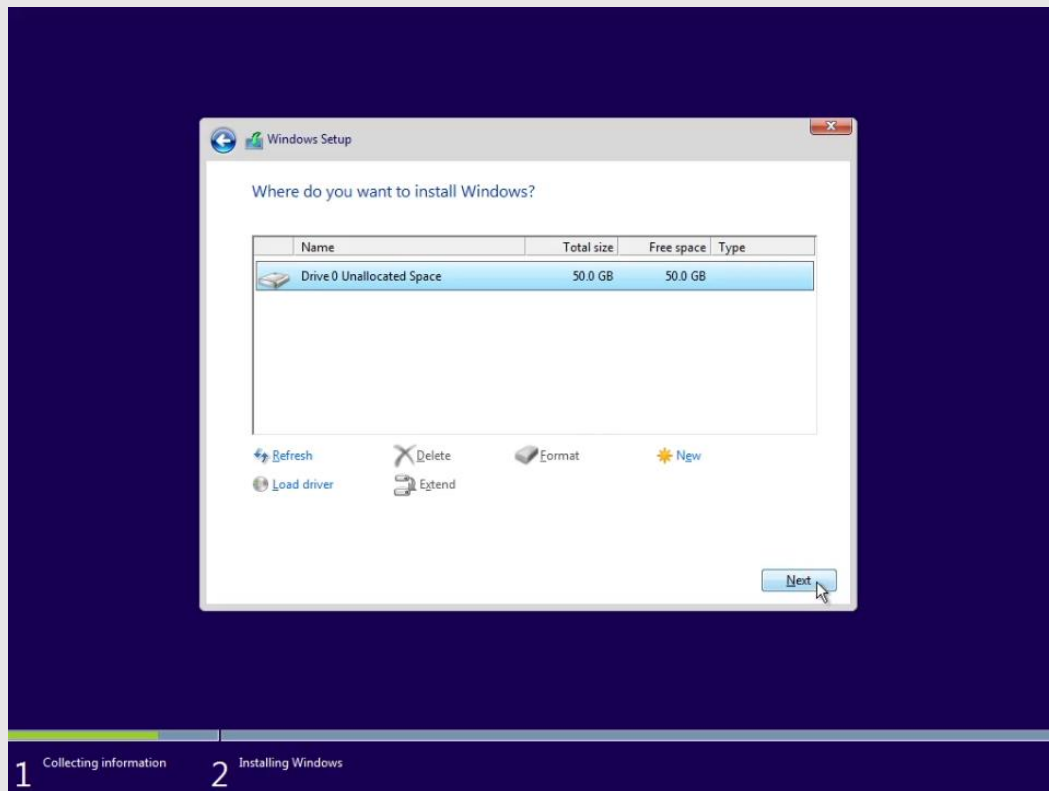 Windows Setup
Where do you want to install Windows?
Name Total size Free space Type
Drive 0 Unallocated Space 50.0 GB 50.0 GB
Refresh Delete Format New
Load driver Extend
Next
1 Collecting information 2 Installing Windows